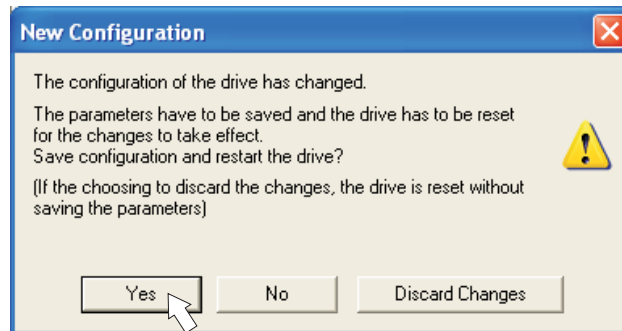 New Configuration
The configuration of the drive has changed.
The parameters have to be saved and the drive has to be reset
for the changes to take effect.
Save configuration and restart the drive?
(If the choosing to discard the changes, the drive is reset without
saving the parameters)
Yes No Discard Changes